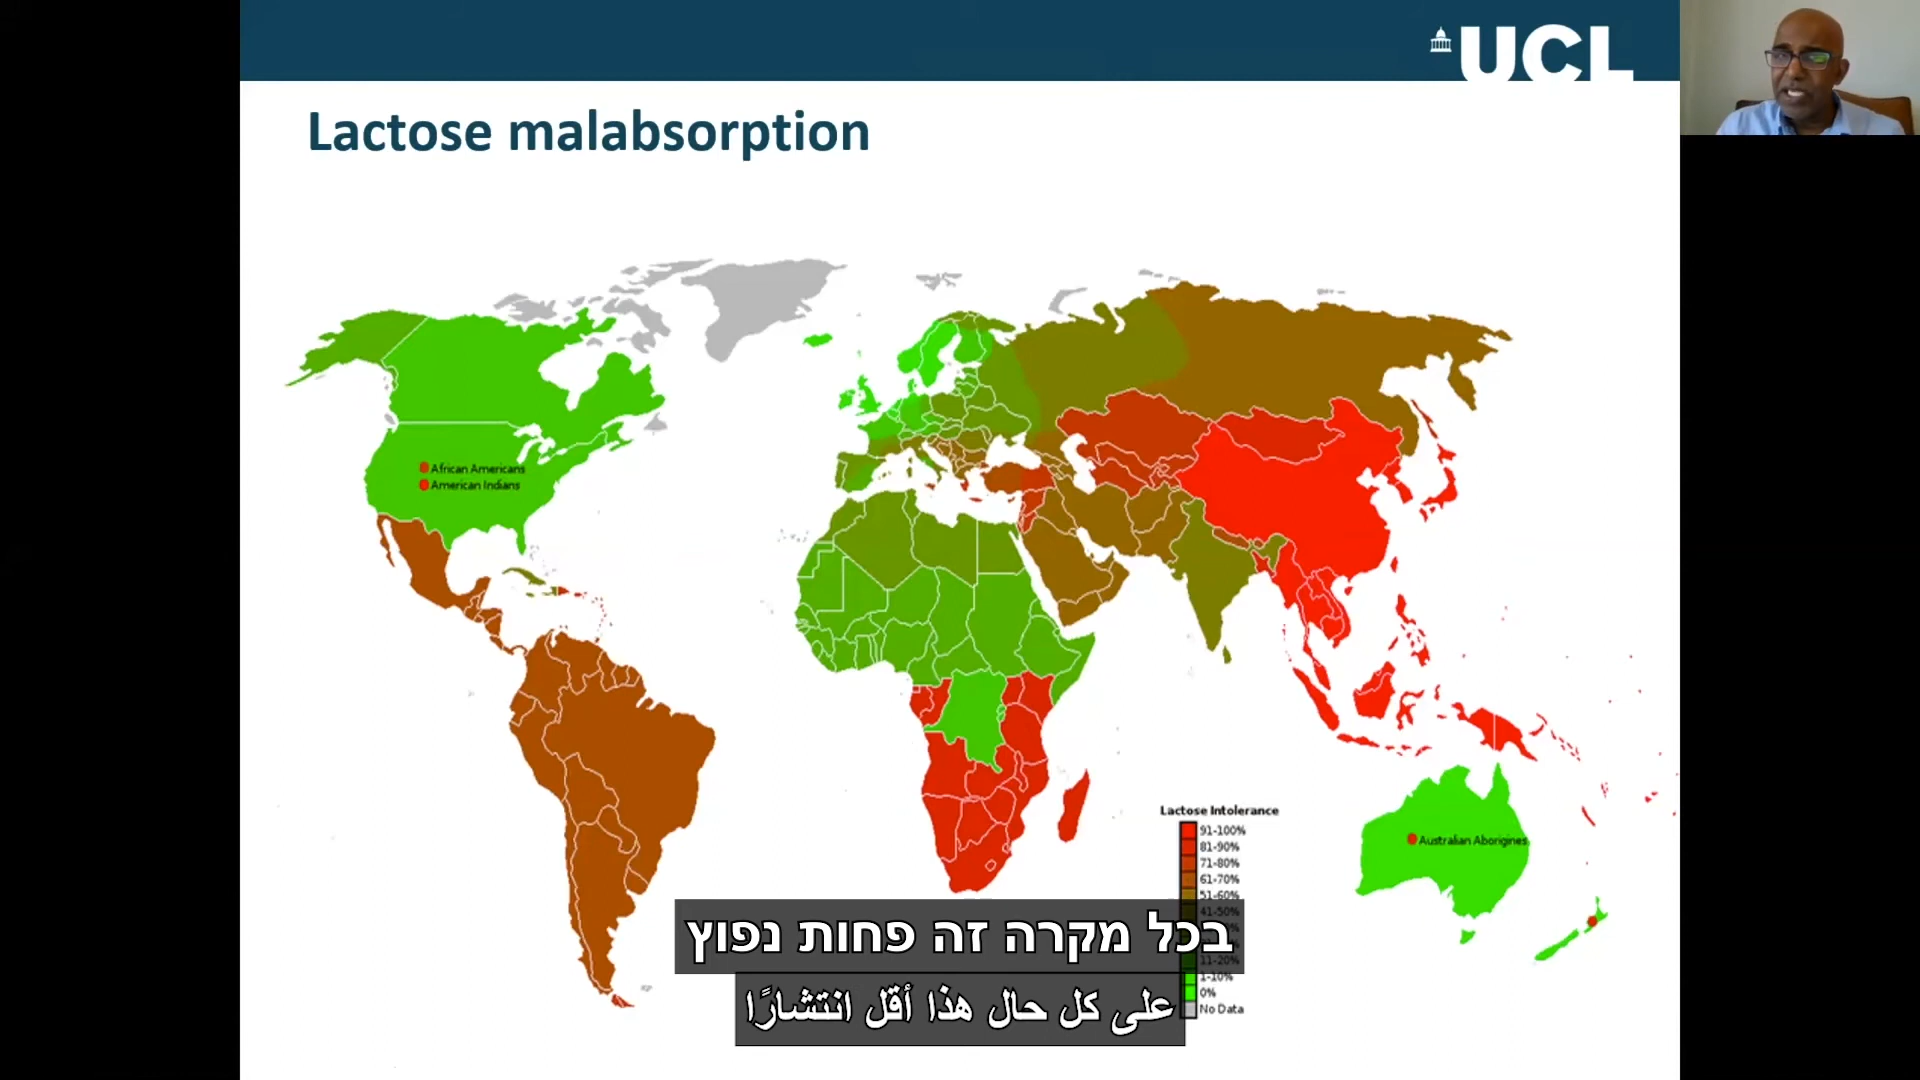 UCL
Lactose malabsorption
African Americans
American Indians
Lactose Intolerance
91-100%
81-90%
71-80%
61-70%
51-60%
41-50%
11-20%
1-10%
0%
No Data
Australian Aborigines
בכל מקרה זה פחות נפוץ
على كل حال هذا أقل انتشارًا